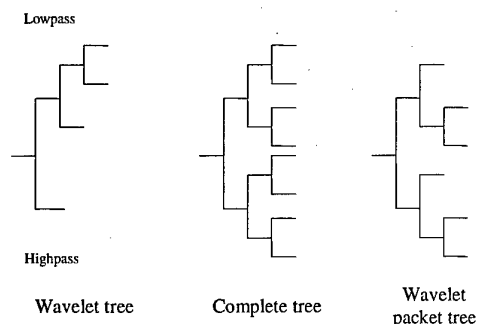 Lowpass
Highpass
Wavelet tree
Complete tree
Wavelet
packet tree